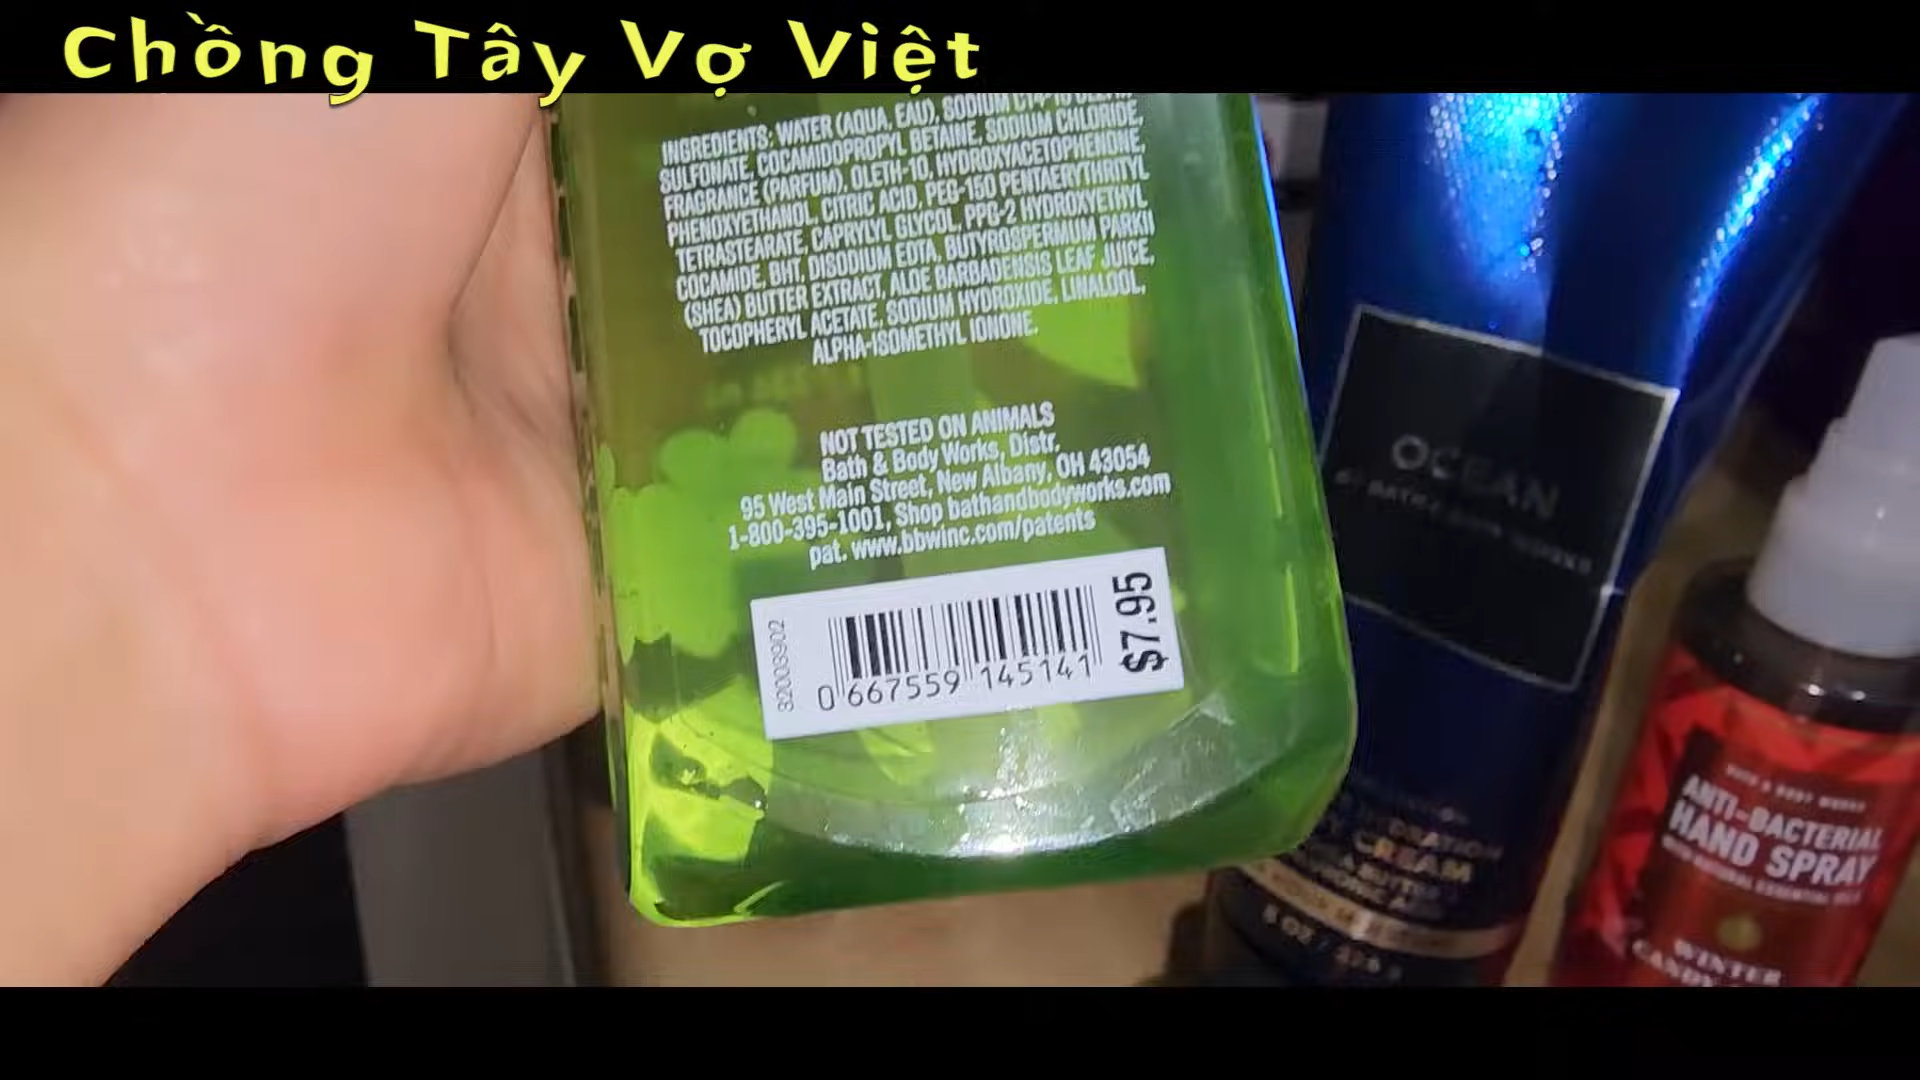 Chồng Tây Vợ Việt
INGREDIENTS: WATER (AQUA, EAU), SODIUM C14-16 OLEFIN
SULFONATE, COCAMIDOPROPYL BETAINE, SODIUM CHLORIDE,
FRAGRANCE (PARFUM), OLETH-10, HYDROXYACETOPHENONE,
PHENOXYETHANOL, CITRIC ACID, PEG-150 PENTAERYTHRITYL
TETRASTEARATE, CAPRYLYL GLYCOL, PPG-2 HYDROXYETHYL
COCAMIDE, BHT, DISODIUM EDTA, BUTYROSPERMUM PARKII
(SHEA) BUTTER EXTRACT, ALOE BARBADENSIS LEAF JUICE,
TOCOPHERYL ACETATE, SODIUM HYDROXIDE, LINALOOL,
ALPHA-ISOMETHYL IONONE.
NOT TESTED ON ANIMALS
Bath & Body Works, Distr.
95 West Main Street, New Albany, OH 43054
1-800-395-1001, Shop bathandbodyworks.com
pat. www.bbwinc.com/patents
32003902
0 667559 145141
$7.95
OCEAN
CREAM
ANTI-BACTERIAL
HAND SPRAY
WINTER